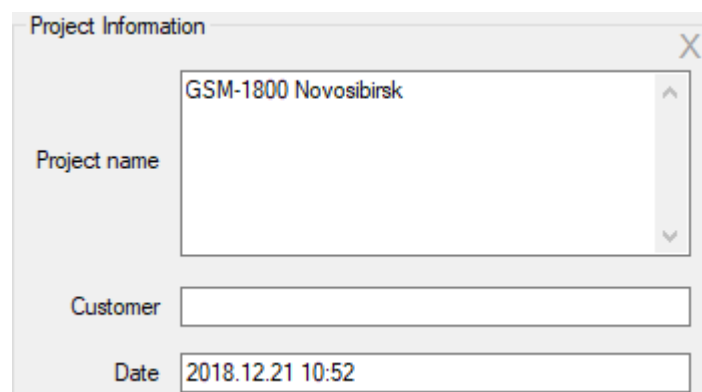 Project Information
X
GSM-1800 Novosibirsk
Project name
Customer
Date 2018.12.21 10:52